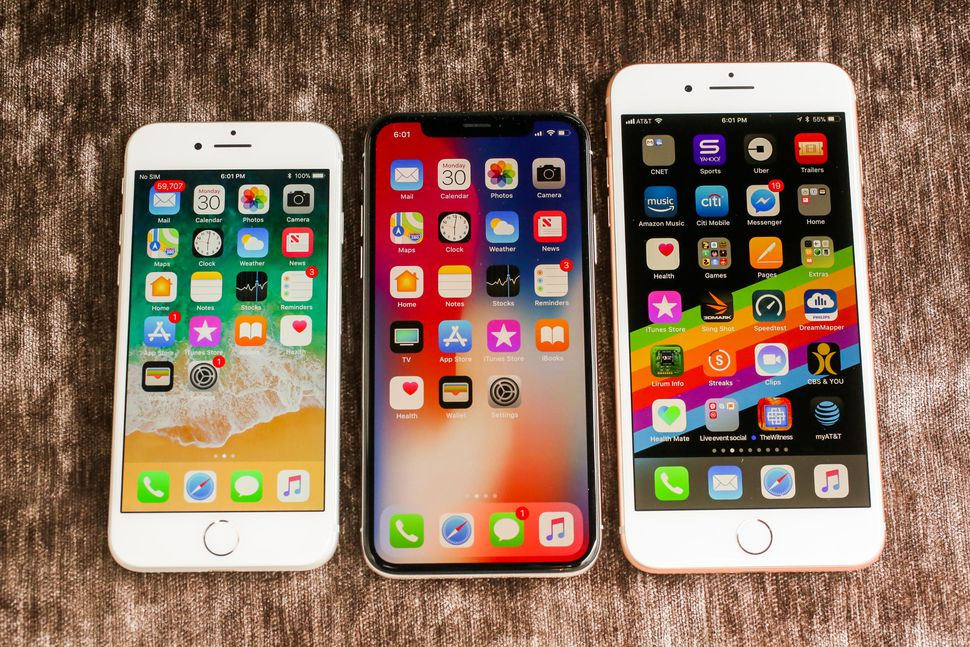 No SIM 6:01 PM 100%
59,707
Monday
30
Mail Calendar Photos Camera
Maps Clock Weather News
3
Home Notes Stocks Reminders
1
App Store iTunes Store Health
1
Wallet
6:01
Monday
30
Mail Calendar Photos Camera
Maps Clock Weather News
3
Home Notes Stocks Reminders
TV App Store iTunes Store iBooks
Health Wallet Settings
1
AT&T 6:01 PM 55%
S
YAHOO!
CNET Sports Uber Trailers
music citi 19
Amazon Music Citi Mobile Messenger Home
Health Games Pages Extras
3DMARK PHILIPS
iTunes Store Sling Shot Speedtest DreamMapper
S
Lirum Info Streaks Clips CBS & YOU
Health Mate Live event social TheWitness myAT&T